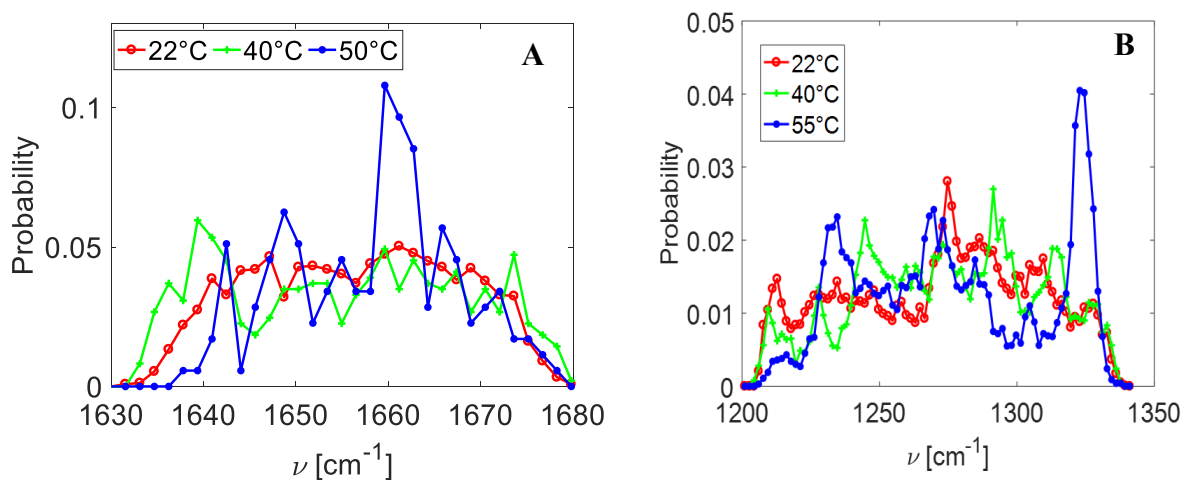 22°C 40°C 50°C
A
0.1
0.05
0
Probability
1630 1640 1650 1660 1670 1680
ν [cm⁻¹]
B
22°C
40°C
55°C
0.05
0.04
0.03
0.02
0.01
0
Probability
1200 1250 1300 1350
ν [cm⁻¹]